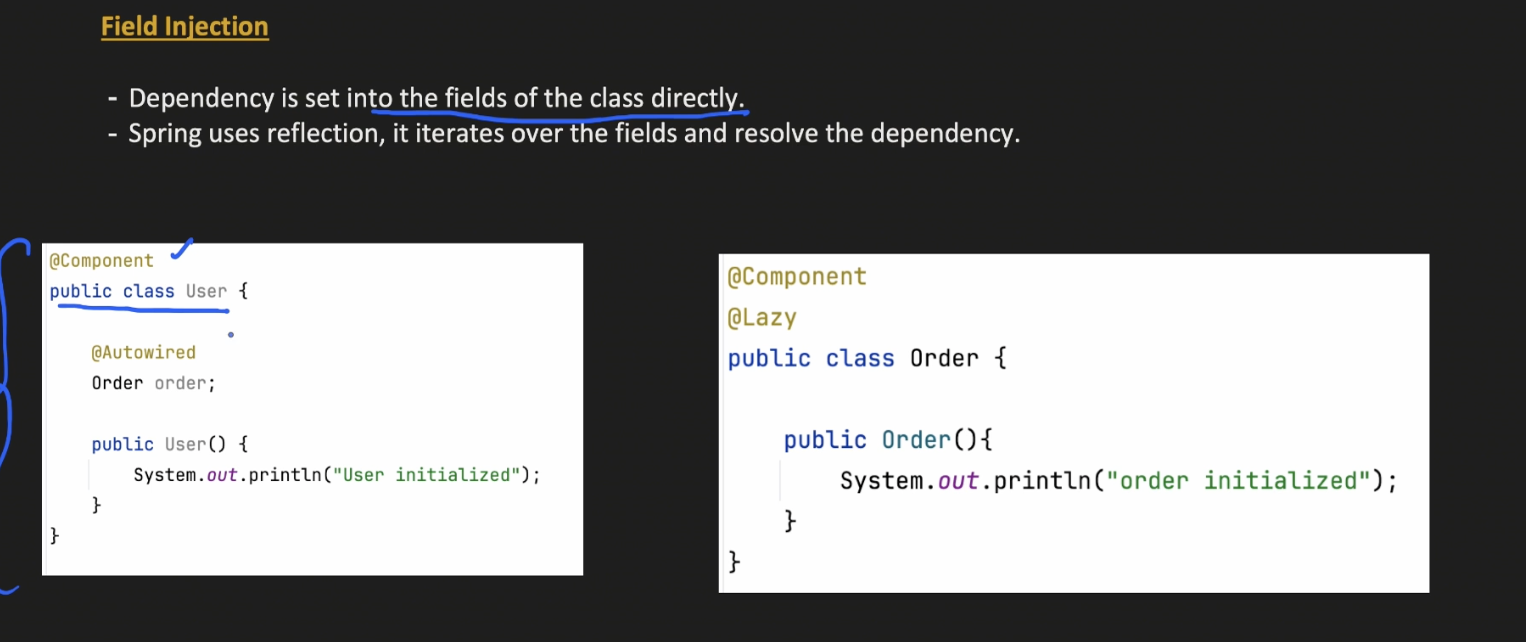 Field Injection
- Dependency is set into the fields of the class directly.
- Spring uses reflection, it iterates over the fields and resolve the dependency.
@Component
public class User {
@Autowired
Order order;
public User() {
System.out.println("User initialized");
}
}
@Component
@Lazy
public class Order {
public Order(){
System.out.println("order initialized");
}
}